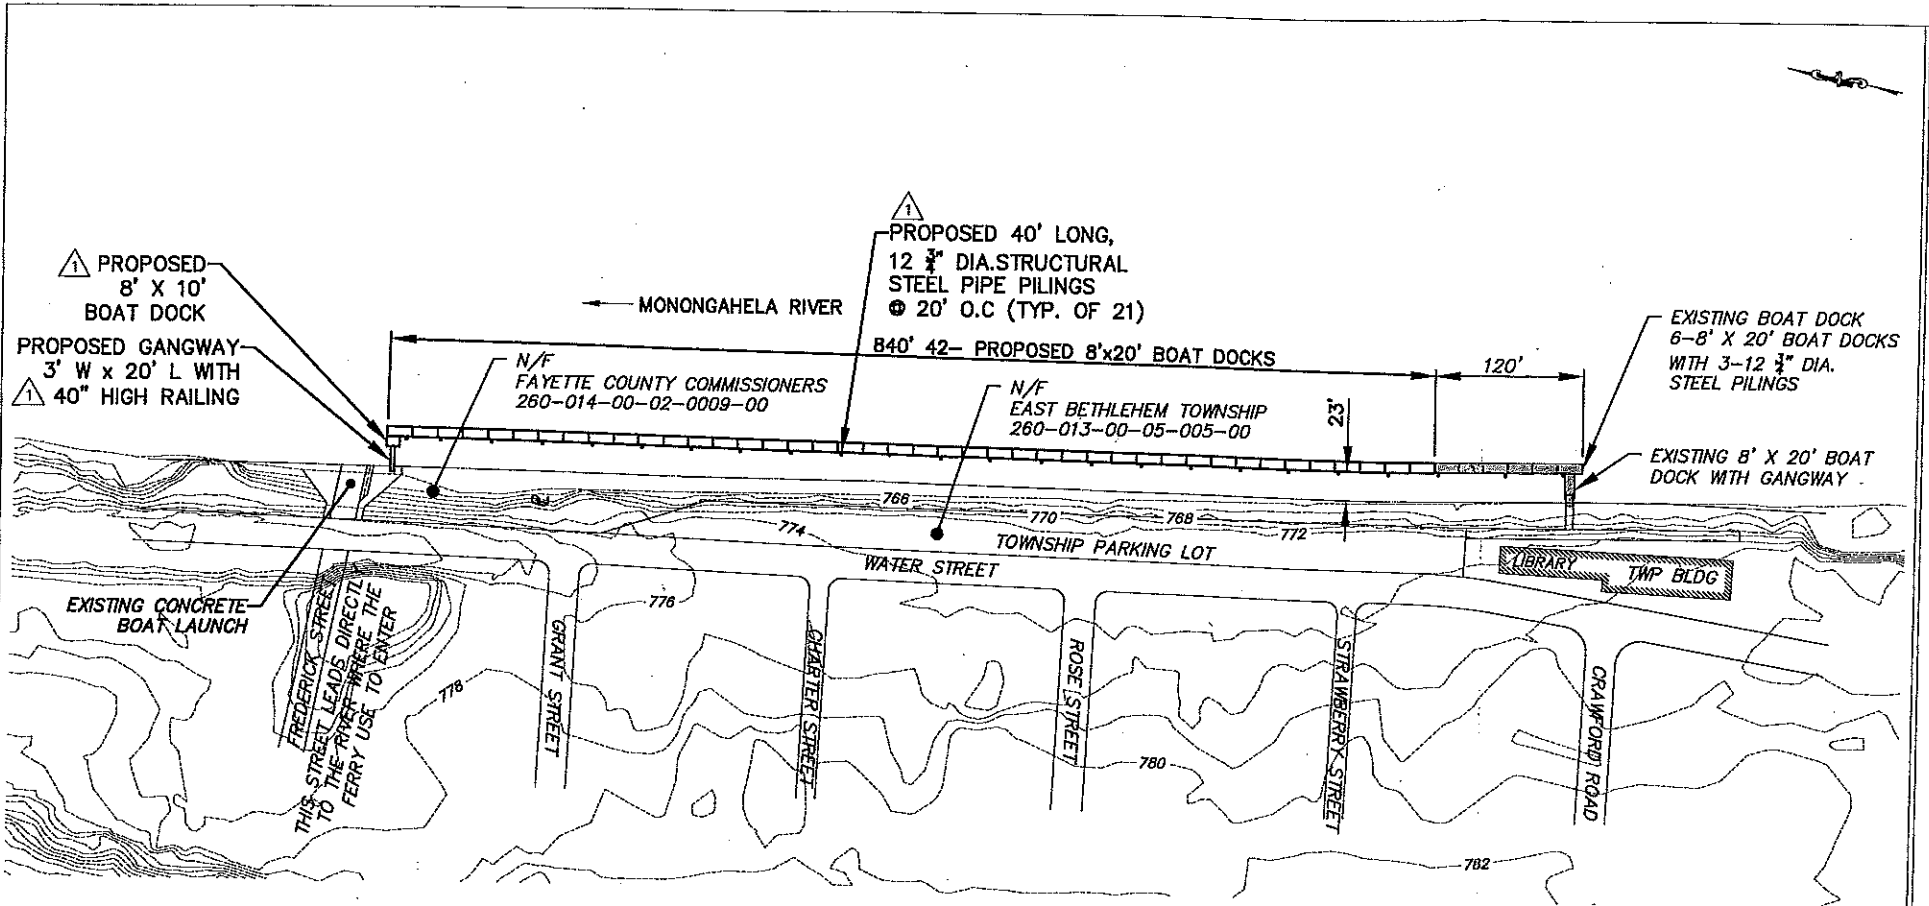 1 PROPOSED
8' X 10'
BOAT DOCK
PROPOSED GANGWAY
3' W x 20' L WITH
1 40" HIGH RAILING
← MONONGAHELA RIVER
1
PROPOSED 40' LONG,
12 3/4" DIA.STRUCTURAL
STEEL PIPE PILINGS
@ 20' O.C (TYP. OF 21)
840' 42- PROPOSED 8'x20' BOAT DOCKS
120'
23'
EXISTING BOAT DOCK
6-8' X 20' BOAT DOCKS
WITH 3-12 3/4" DIA.
STEEL PILINGS
EXISTING 8' X 20' BOAT
DOCK WITH GANGWAY
N/F
FAYETTE COUNTY COMMISSIONERS
260-014-00-02-0009-00
N/F
EAST BETHLEHEM TOWNSHIP
260-013-00-05-005-00
766
770
768
774
772
TOWNSHIP PARKING LOT
WATER STREET
LIBRARY
TWP BLDG
776
EXISTING CONCRETE
BOAT LAUNCH
FREDERICK STREET
THIS STREET LEADS DIRECTL
TO THE RIVER WHERE THE
FERRY USE TO ENTER
778
GRANT STREET
CHARTER STREET
ROSE STREET
STRAWBERRY STREET
CRAWFORD ROAD
780
782